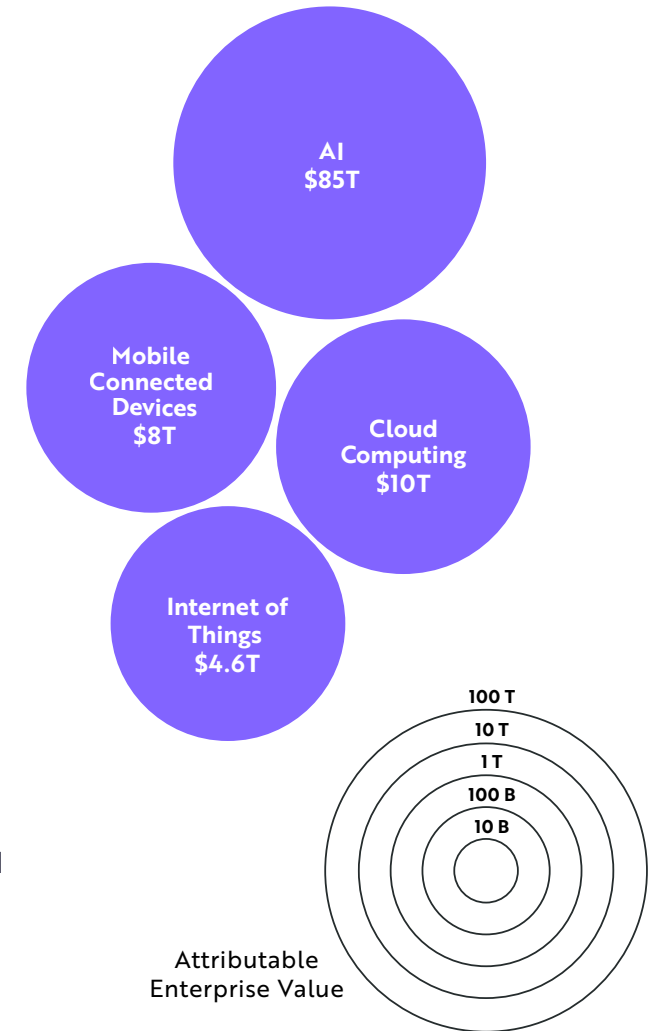 AI
$85T
Mobile
Connected
Devices
$8T
Cloud
Computing
$10T
Internet of
Things
$4.6T
100 T
10 T
1 T
100 B
10 B
Attributable
Enterprise Value